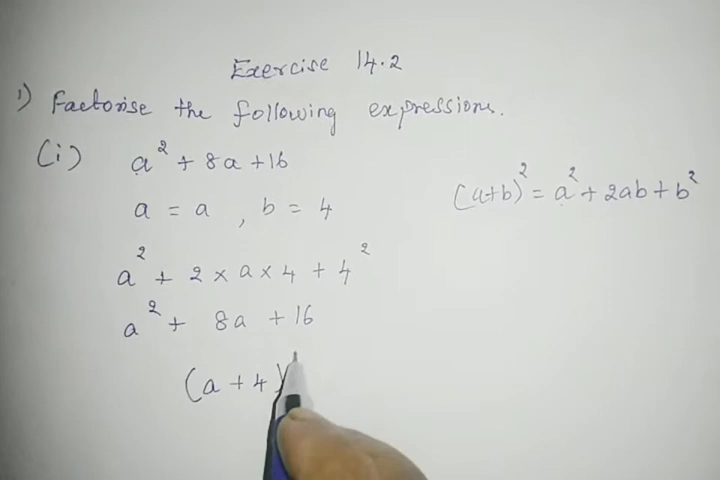 Exercise 14.2
1) Factorise the following expressions.
(i) a² + 8a + 16
(a+b)² = a² + 2ab + b²
a = a , b = 4
a² + 2 × a × 4 + 4²
a² + 8a + 16
(a + 4)